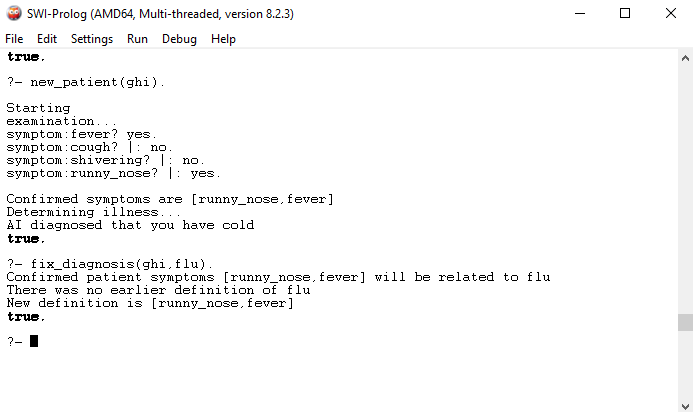 SWI-Prolog (AMD64, Multi-threaded, version 8.2.3)
File Edit Settings Run Debug Help
true.
?- new_patient(ghi).
Starting
examination...
symptom:fever? yes.
symptom:cough? |: no.
symptom:shivering? |: no.
symptom:runny_nose? |: yes.
Confirmed symptoms are [runny_nose,fever]
Determining illness...
AI diagnosed that you have cold
true.
?- fix_diagnosis(ghi,flu).
Confirmed patient symptoms [runny_nose,fever] will be related to flu
There was no earlier definition of flu
New definition is [runny_nose,fever]
true.
?-